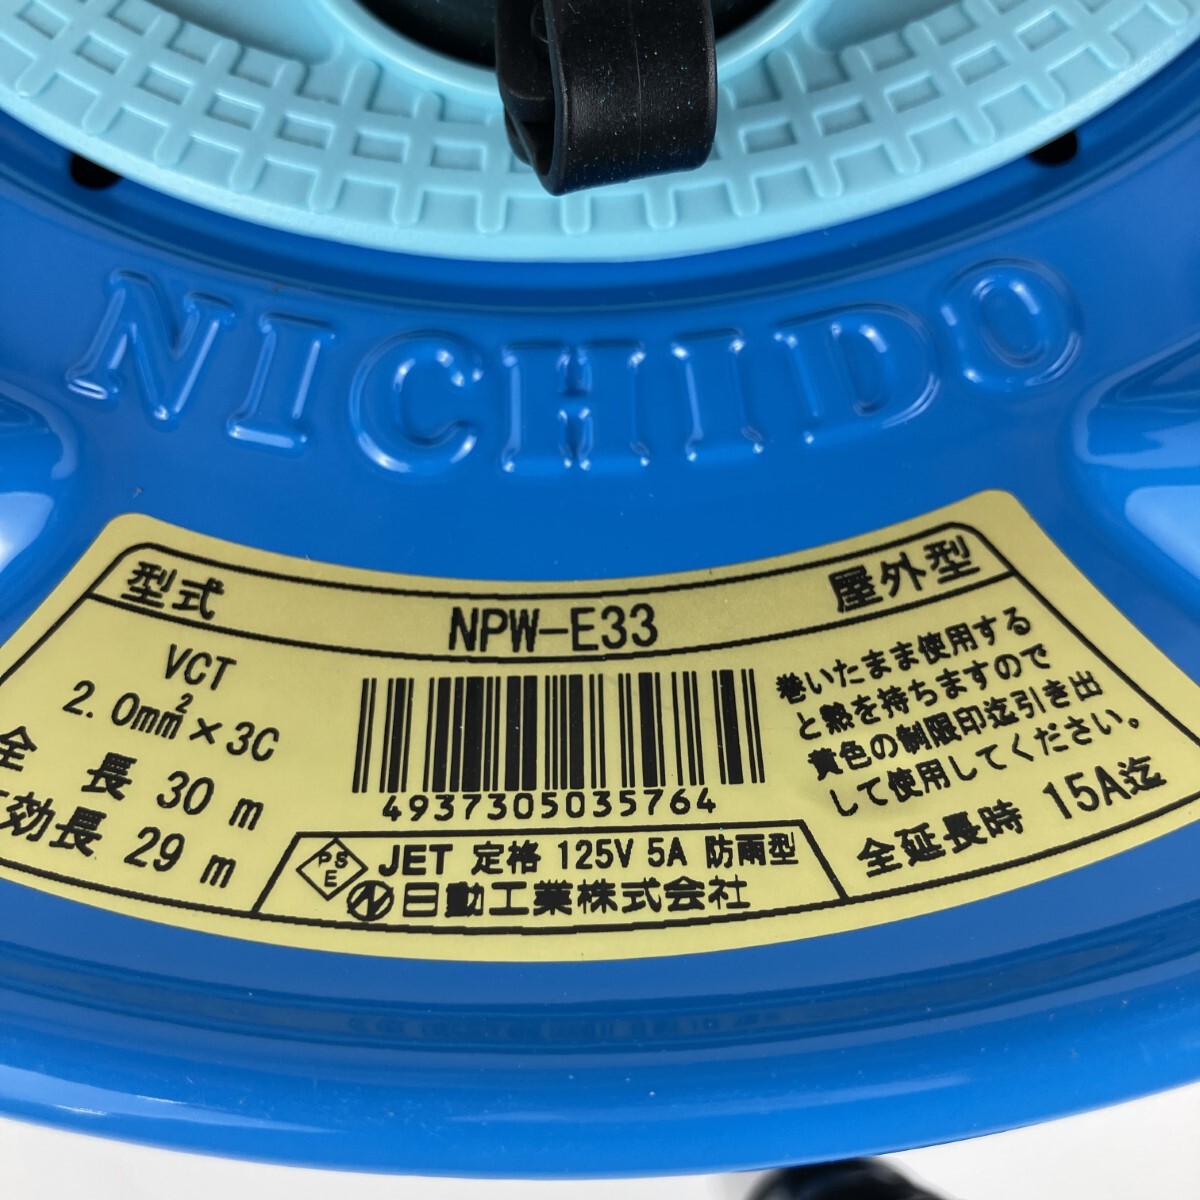 NICHIDO
型式 NPW-E33 屋外型
VCT
2.0mm²×3C
全 長 30 m
効長 29 m
4937305035764
巻いたまま使用する
と熱を持ちますので
黄色の制限印迄引き出
して使用してください。
全延長時 15A迄
PSE JET 定格 125V 5A 防雨型
日動工業株式会社